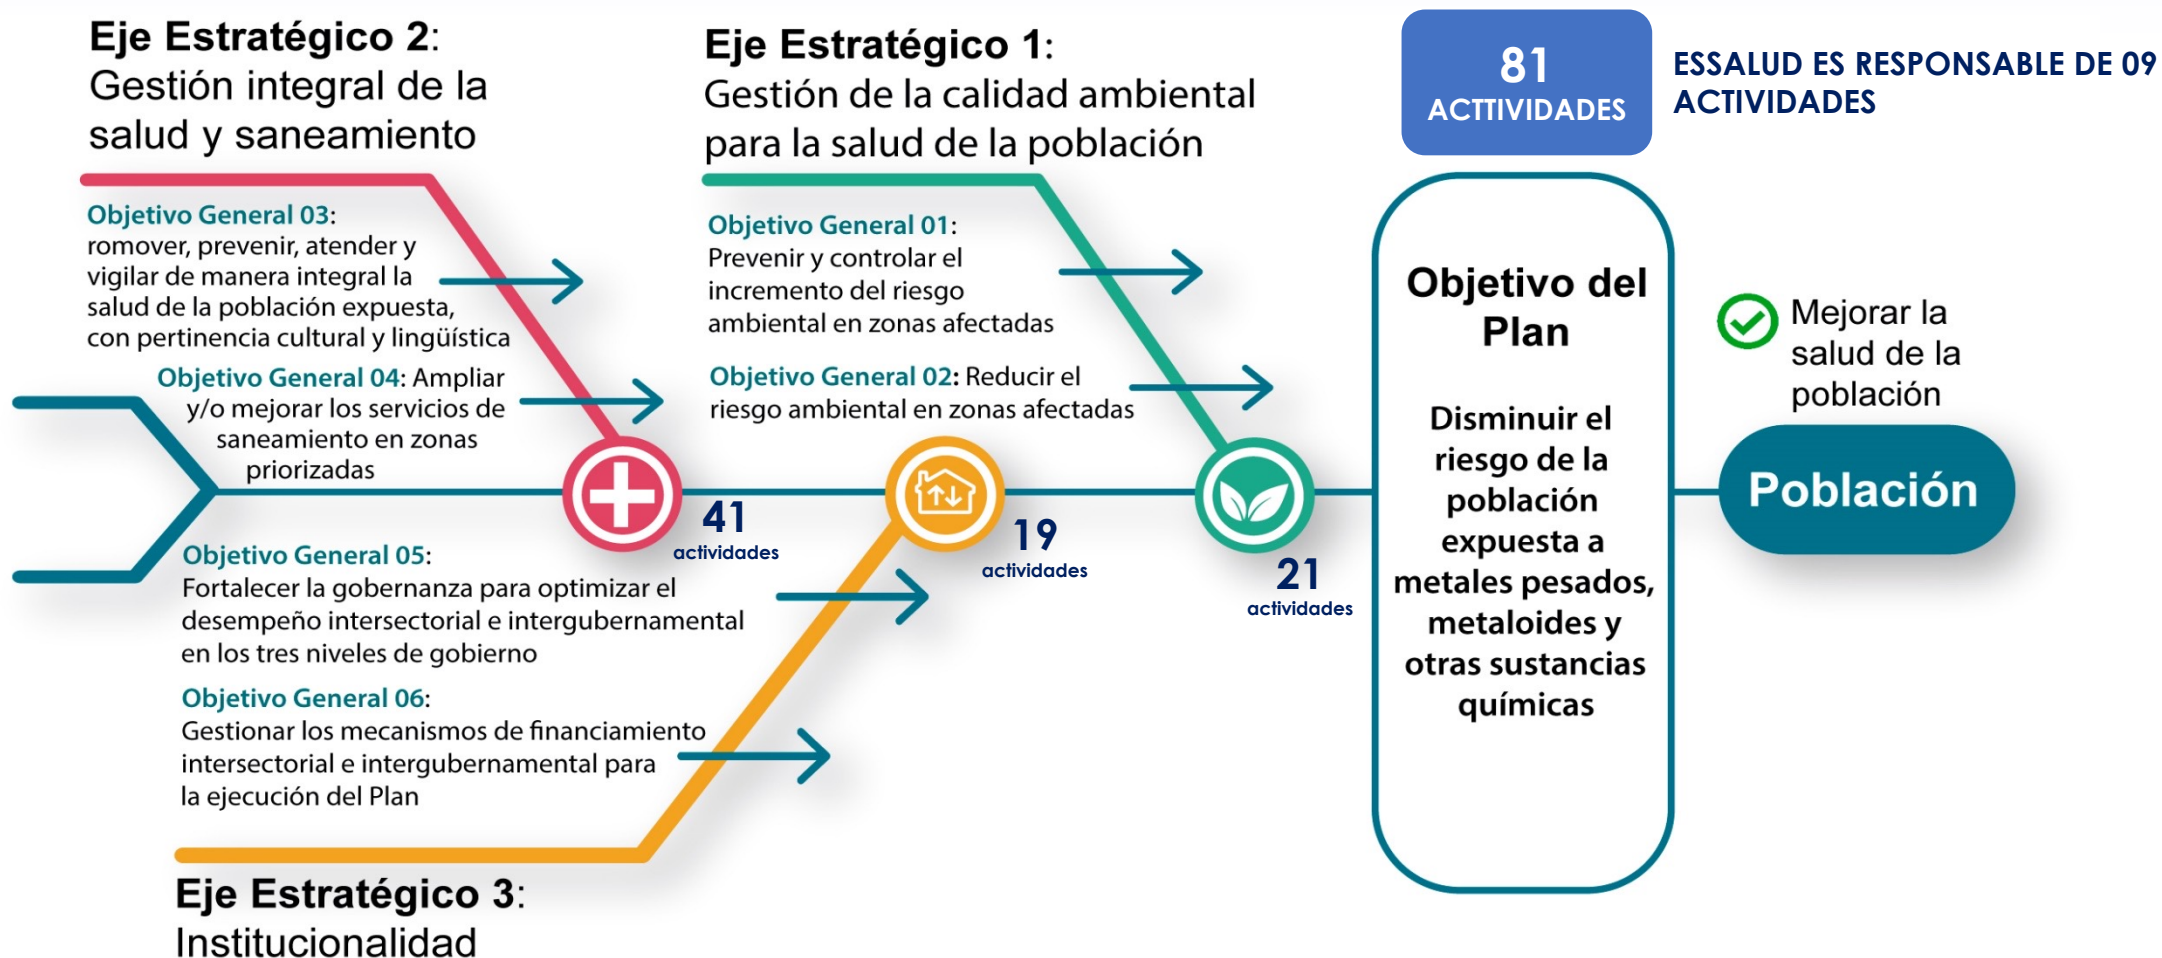 Eje Estratégico 2:
Gestión integral de la
salud y saneamiento
Objetivo General 03:
romover, prevenir, atender y
vigilar de manera integral la
salud de la población expuesta,
con pertinencia cultural y lingüística
Objetivo General 04: Ampliar
y/o mejorar los servicios de
saneamiento en zonas
priorizadas
41
actividades
Eje Estratégico 1:
Gestión de la calidad ambiental
para la salud de la población
Objetivo General 01:
Prevenir y controlar el
incremento del riesgo
ambiental en zonas afectadas
Objetivo General 02: Reducir el
riesgo ambiental en zonas afectadas
21
actividades
Objetivo General 05:
Fortalecer la gobernanza para optimizar el
desempeño intersectorial e intergubernamental
en los tres niveles de gobierno
Objetivo General 06:
Gestionar los mecanismos de financiamiento
intersectorial e intergubernamental para
la ejecución del Plan
19
actividades
Eje Estratégico 3:
Institucionalidad
81
ACTTIVIDADES
ESSALUD ES RESPONSABLE DE 09
ACTIVIDADES
Objetivo del
Plan
Disminuir el
riesgo de la
población
expuesta a
metales pesados,
metaloides y
otras sustancias
químicas
Mejorar la
salud de la
población
Población